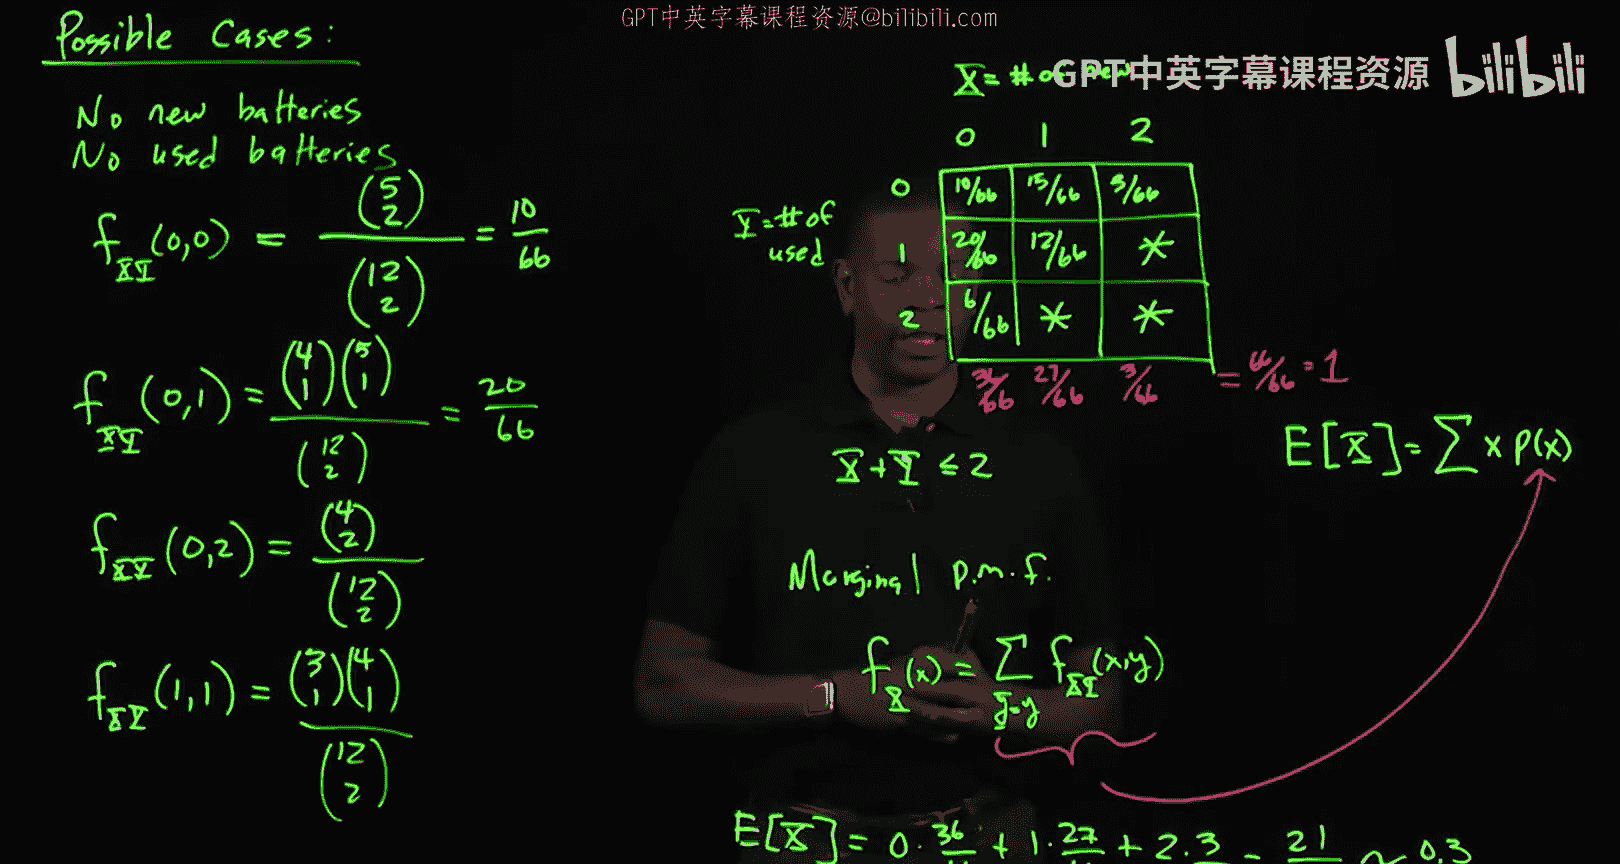 GPT中英字幕课程资源@bilibili.com
GPT中英字幕课程资源 bilibili
Possible Cases:
No new batteries
No used batteries
f_XY(0,0) = (5 2) / (12 2) = 10/66
f_XY(0,1) = (4 1)(5 1) / (12 2) = 20/66
f_XY(0,2) = (4 2) / (12 2)
f_XY(1,1) = (3 1)(4 1) / (12 2)
X = # of new
0 1 2
Y = # of used
0 10/66 15/66 3/66
1 20/66 12/66 *
2 6/66 * *
36/66 27/66 3/66 = 66/66 = 1
X + Y ≤ 2
E[X] = Σ x p(x)
Marginal p.m.f.
f_X(x) = Σ_{Y=y} f_XY(x,y)
E[X] = 0·36 + 1·27 + 2·3 = 21 ≈ 0.3